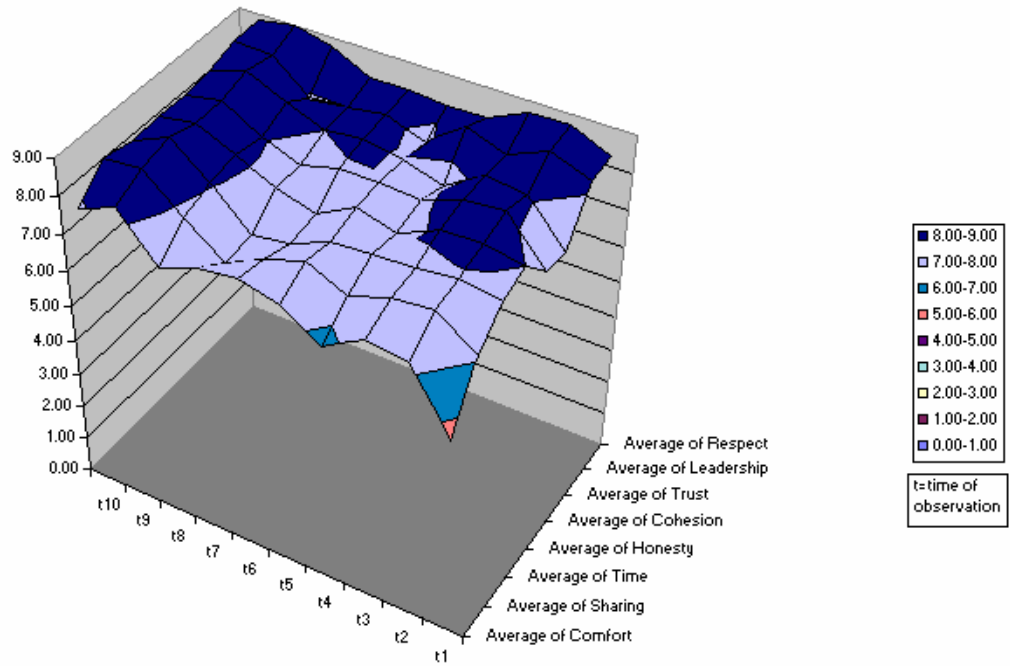 9.00
8.00
7.00
6.00
5.00
4.00
3.00
2.00
1.00
0.00
t10
t9
t8
t7
t6
t5
t4
t3
t2
t1
Average of Respect
Average of Leadership
Average of Trust
Average of Cohesion
Average of Honesty
Average of Time
Average of Sharing
Average of Comfort
8.00-9.00
7.00-8.00
6.00-7.00
5.00-6.00
4.00-5.00
3.00-4.00
2.00-3.00
1.00-2.00
0.00-1.00
t=time of
observation